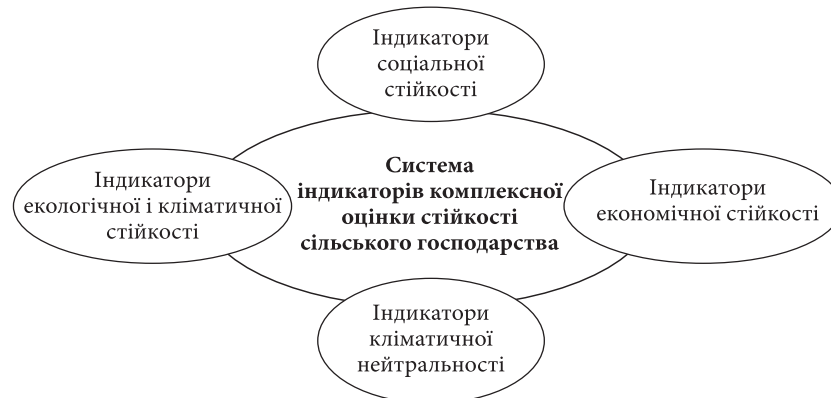 Індикатори
соціальної
стійкості
Індикатори
екологічної і кліматичної
стійкості
Система
індикаторів комплексної
оцінки стійкості
сільського господарства
Індикатори
економічної стійкості
Індикатори
кліматичної
нейтральності